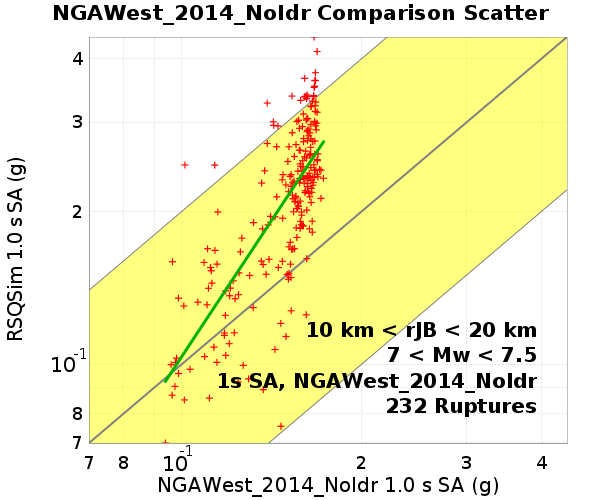 NGAWest_2014_NoIdr Comparison Scatter
RSQSim 1.0 s SA (g)
4
3
2
10-1
8
7
10 km < rJB < 20 km
7 < Mw < 7.5
1s SA, NGAWest_2014_NoIdr
232 Ruptures
7 8 10-1 2 3 4
NGAWest_2014_NoIdr 1.0 s SA (g)